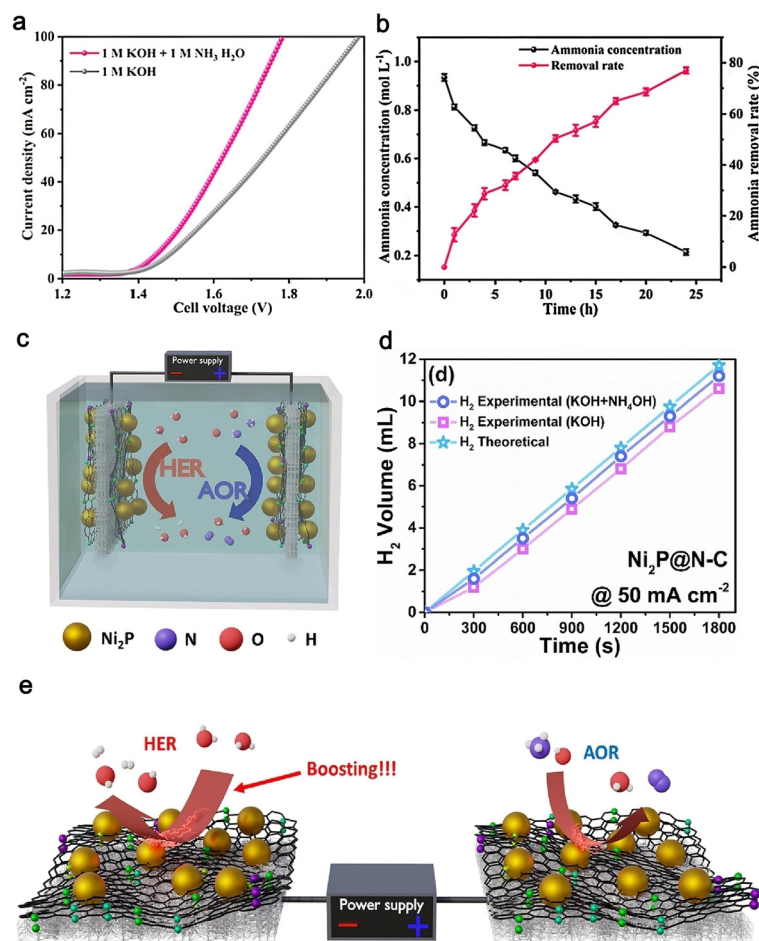 a
100
80
60
40
20
0
1.2
1.4
1.6
1.8
2.0
Current density (mA cm⁻²)
Cell voltage (V)
1 M KOH + 1 M NH₃ H₂O
1 M KOH
b
1.0
0.8
0.6
0.4
0.2
0
5
10
15
20
25
80
60
40
20
0
Ammonia concentration (mol L⁻¹)
Time (h)
Ammonia removal rate (%)
Ammonia concentration
Removal rate
c
Power supply
− +
HER
AOR
Ni₂P
N
O
H
d
(d)
12
10
8
6
4
2
0
0
300
600
900
1200
1500
1800
H₂ Volume (mL)
Time (s)
H₂ Experimental (KOH+NH₄OH)
H₂ Experimental (KOH)
H₂ Theoretical
Ni₂P@N-C
@ 50 mA cm⁻²
e
HER
Boosting!!!
AOR
Power supply
− +